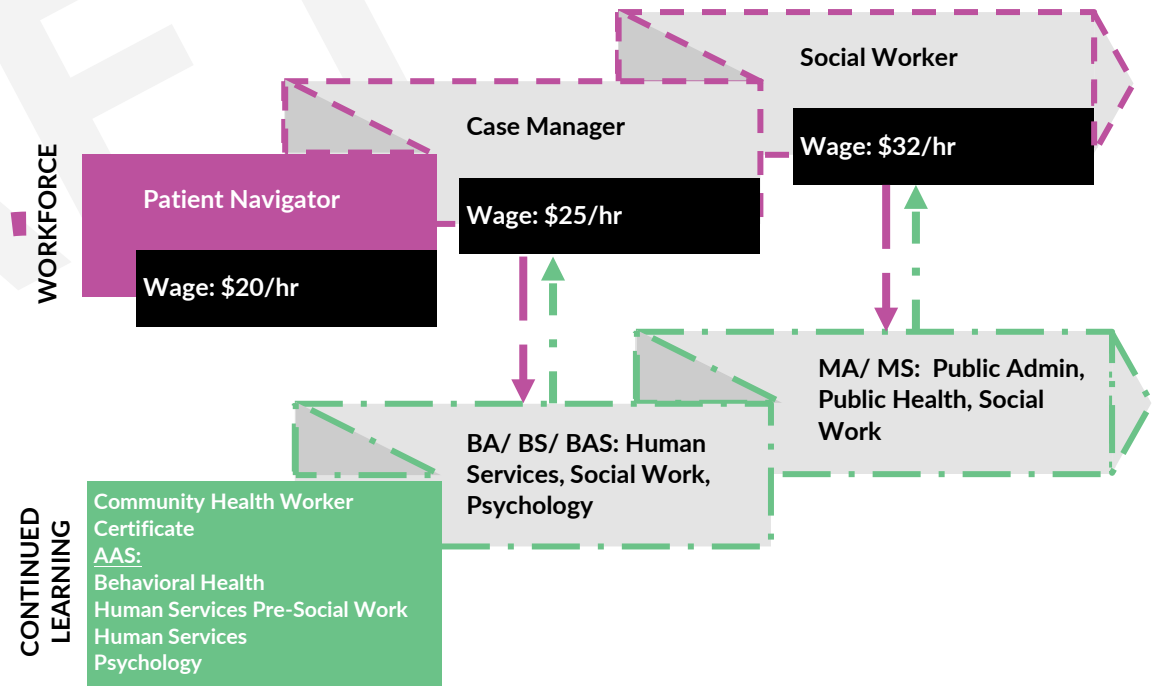 WORKFORCE
Social Worker
Wage: $32/hr
Case Manager
Wage: $25/hr
Patient Navigator
Wage: $20/hr
CONTINUED
LEARNING
MA/ MS:  Public Admin,
Public Health, Social
Work
BA/ BS/ BAS: Human
Services, Social Work,
Psychology
Community Health Worker
Certificate
AAS:
Behavioral Health
Human Services Pre-Social Work
Human Services
Psychology